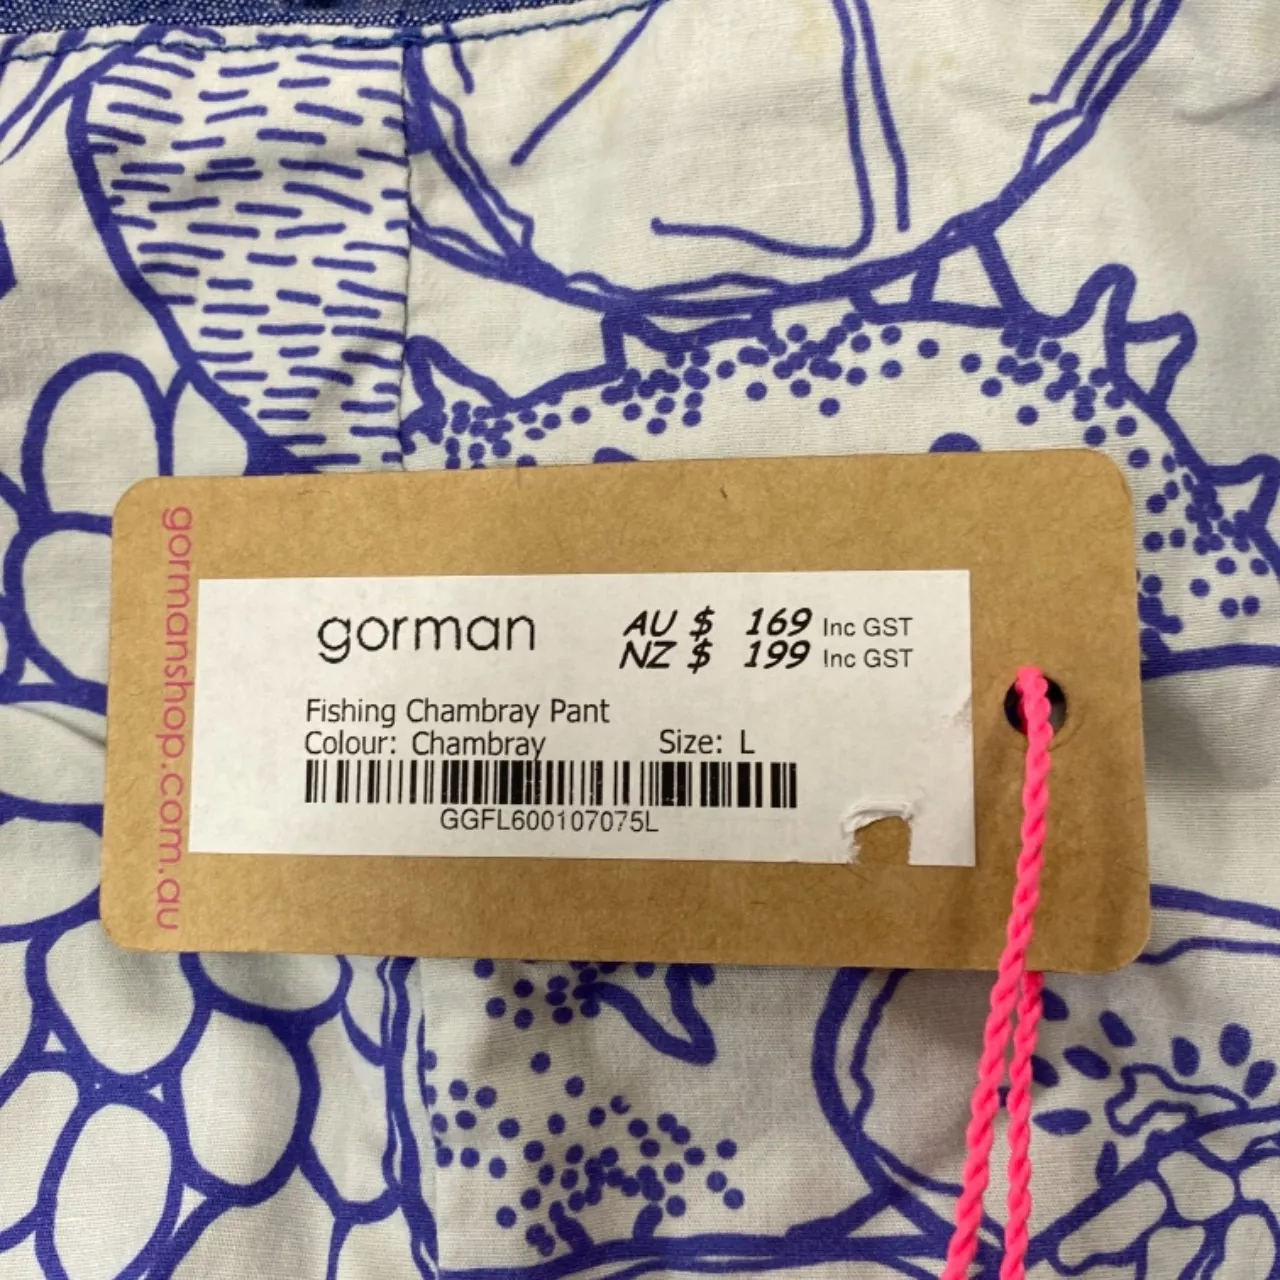 gormanshop.com.au
gorman
AU $ 169 Inc GST
NZ $ 199 Inc GST
Fishing Chambray Pant
Colour: Chambray Size: L
GGFL600107075L